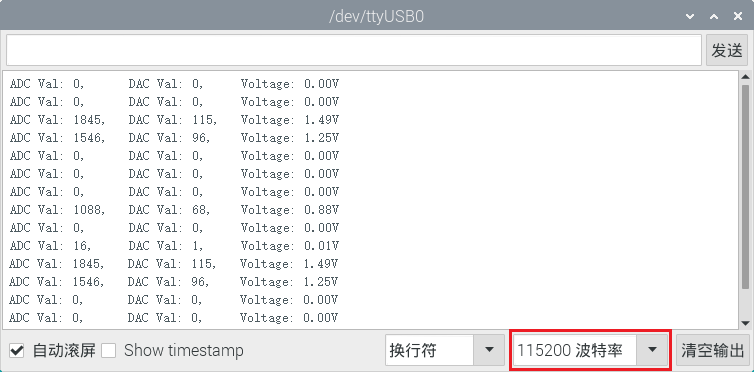 /dev/ttyUSB0
发送
ADC Val: 0, DAC Val: 0, Voltage: 0.00V
ADC Val: 0, DAC Val: 0, Voltage: 0.00V
ADC Val: 1845, DAC Val: 115, Voltage: 1.49V
ADC Val: 1546, DAC Val: 96, Voltage: 1.25V
ADC Val: 0, DAC Val: 0, Voltage: 0.00V
ADC Val: 0, DAC Val: 0, Voltage: 0.00V
ADC Val: 0, DAC Val: 0, Voltage: 0.00V
ADC Val: 1088, DAC Val: 68, Voltage: 0.88V
ADC Val: 0, DAC Val: 0, Voltage: 0.00V
ADC Val: 16, DAC Val: 1, Voltage: 0.01V
ADC Val: 1845, DAC Val: 115, Voltage: 1.49V
ADC Val: 1546, DAC Val: 96, Voltage: 1.25V
ADC Val: 0, DAC Val: 0, Voltage: 0.00V
ADC Val: 0, DAC Val: 0, Voltage: 0.00V
自动滚屏 Show timestamp 换行符 115200 波特率 清空输出